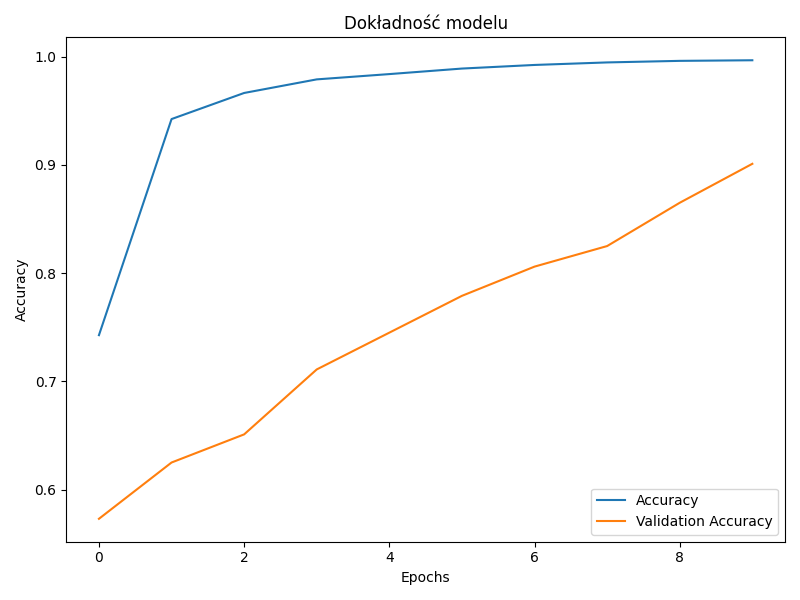 Dokładność modelu
Accuracy
1.0
0.9
0.8
0.7
0.6
0 2 4 6 8
Epochs
Accuracy
Validation Accuracy